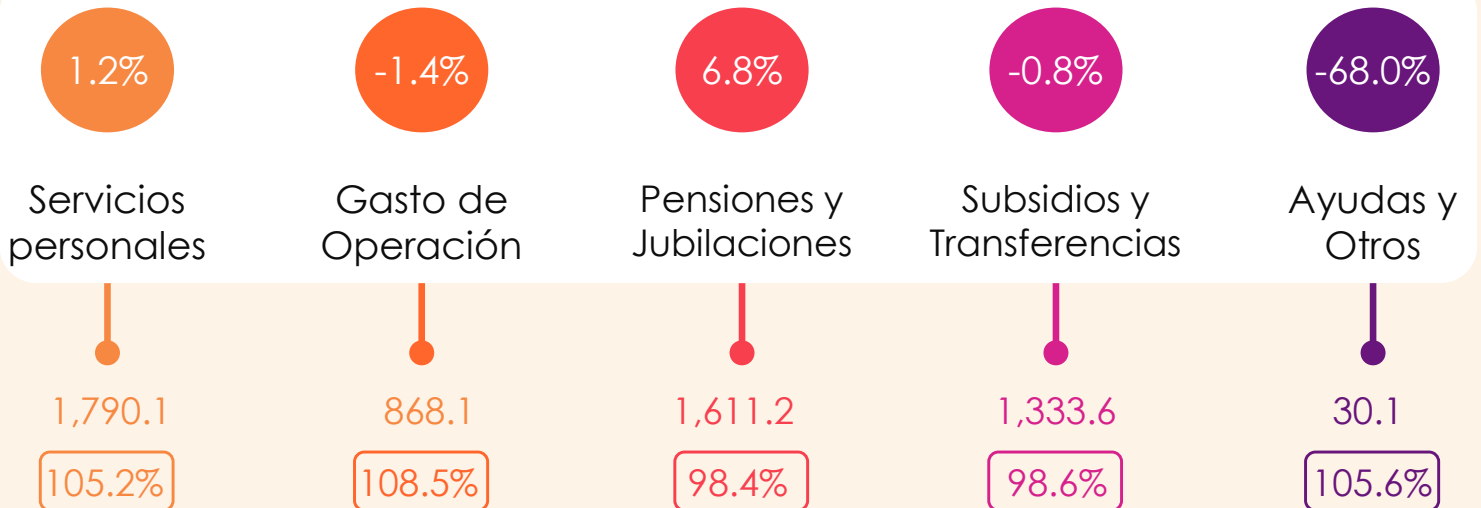 1.2%
-1.4%
6.8%
-0.8%
-68.0%
Servicios
personales
Gasto de
Operación
Pensiones y
Jubilaciones
Subsidios y
Transferencias
Ayudas y
Otros
1,790.1
868.1
1,611.2
1,333.6
30.1
105.2%
108.5%
98.4%
98.6%
105.6%